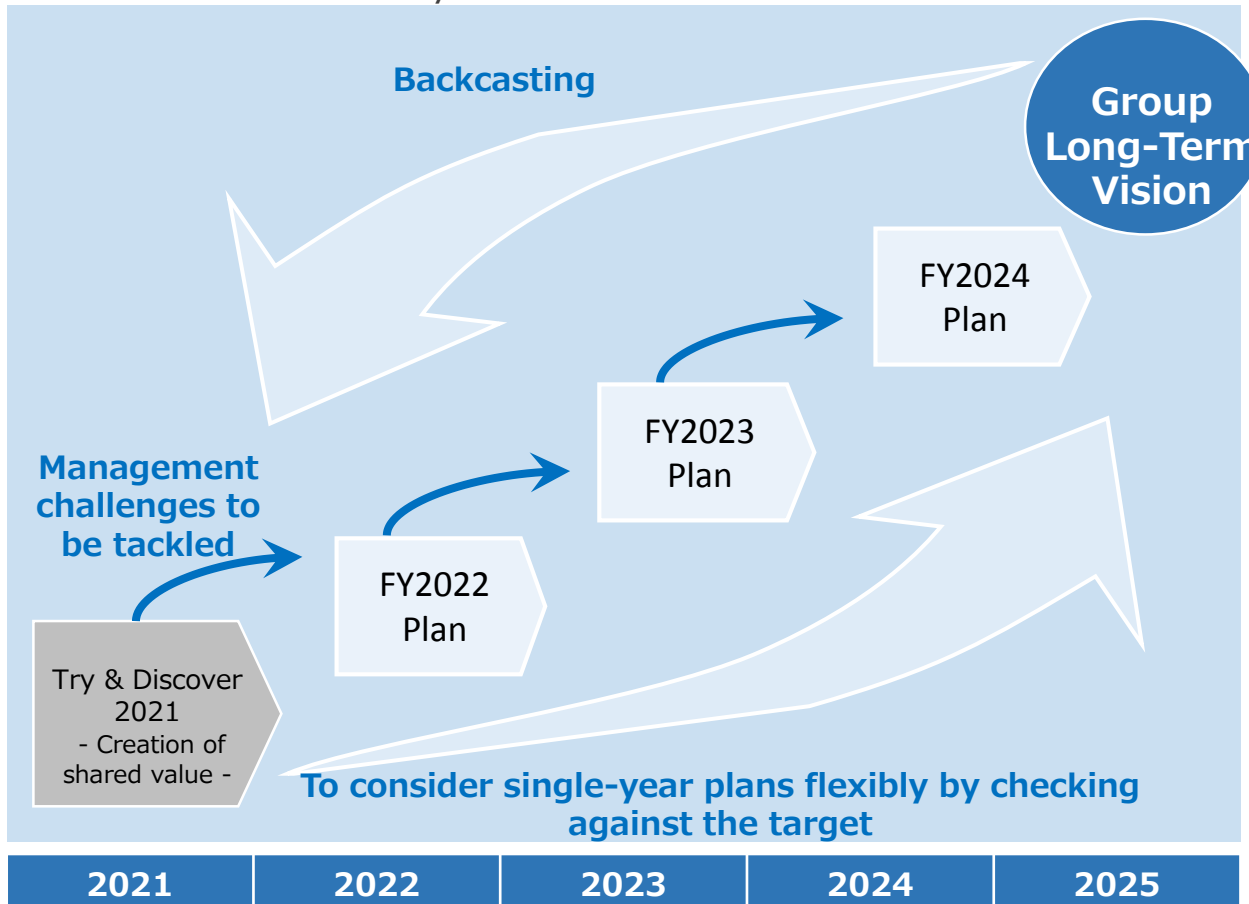 Backcasting
Group
Long-Term
Vision
FY2024
Plan
FY2023
Plan
Management
challenges to
be tackled
FY2022
Plan
Try & Discover
2021
- Creation of
shared value -
To consider single-year plans flexibly by checking
against the target
2021 2022 2023 2024 2025